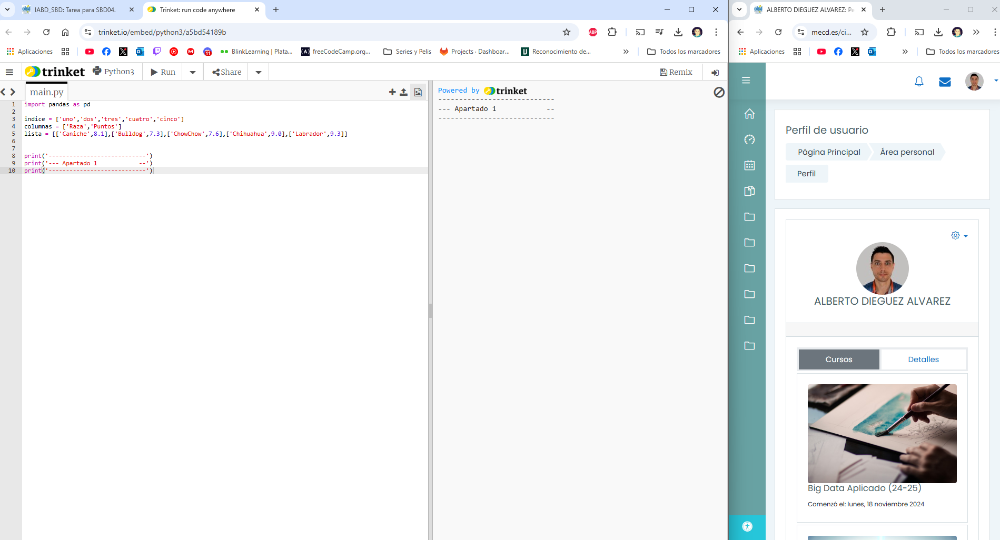 IABD_SBD: Tarea para SBD04.
Trinket: run code anywhere
trinket.io/embed/python3/a5bd54189b
ABP
Aplicaciones
11
BlinkLearning | Plata...
freeCodeCamp.org...
Series y Pelis
Projects · Dashboar...
Reconocimiento de...
Todos los marcadores
trinket
Python3
Run
Share
Remix
main.py
1 import pandas as pd
2
3 indice = ['uno','dos','tres','cuatro','cinco']
4 columnas = ['Raza','Puntos']
5 lista = [['Caniche',8.1],['Bulldog',7.3],['ChowChow',7.6],['Chihuahua',9.0],['Labrador',9.3]]
6
7
8 print('----------------------------')
9 print('--- Apartado 1            --')
10 print('----------------------------')
Powered by trinket
----------------------------
--- Apartado 1            --
----------------------------
ALBERTO DIEGUEZ ALVAREZ: Pe
mecd.es/ci...
Aplicaciones
Todos los marcadores
Perfil de usuario
Página Principal
Área personal
Perfil
ALBERTO DIEGUEZ ALVAREZ
Cursos
Detalles
Big Data Aplicado (24-25)
Comenzó el: lunes, 18 noviembre 2024